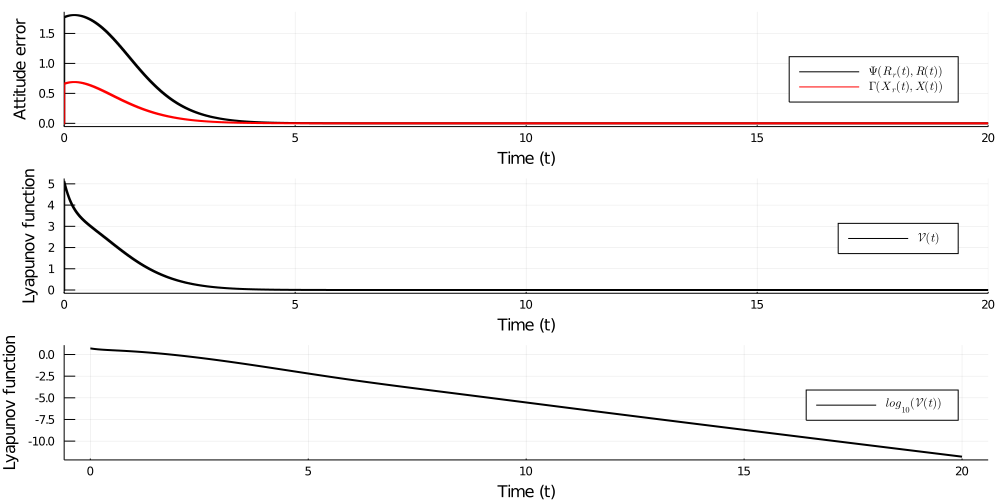 Attitude error
1.5
1.0
0.5
0.0
Ψ(R_r(t), R(t))
Γ(X_r(t), X(t))
0 5 10 15 20
Time (t)
Lyapunov function
5
4
3
2
1
0
𝒱(t)
0 5 10 15 20
Time (t)
Lyapunov function
0.0
-2.5
-5.0
-7.5
-10.0
log₁₀(𝒱(t))
0 5 10 15 20
Time (t)